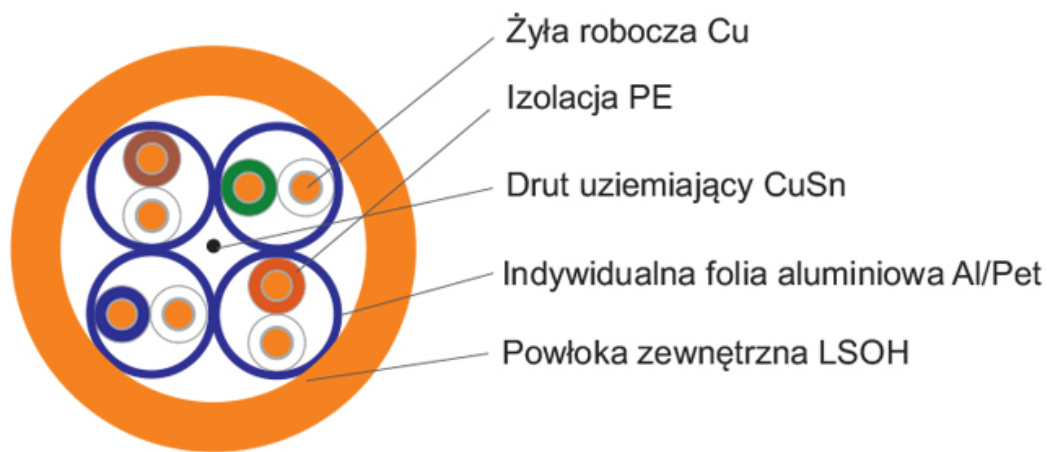 Żyła robocza Cu
Izolacja PE
Drut uziemiający CuSn
Indywidualna folia aluminiowa Al/Pet
Powłoka zewnętrzna LSOH